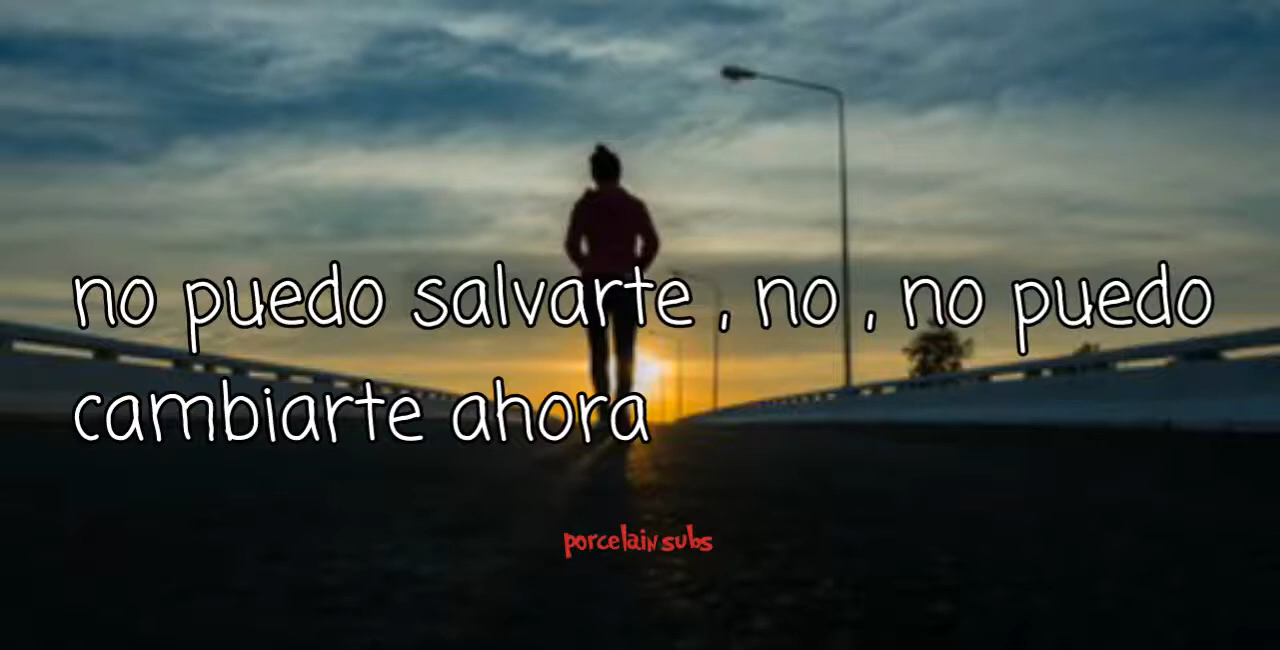 no puedo salvarte , no , no puedo
cambiarte ahora
porcelain subs